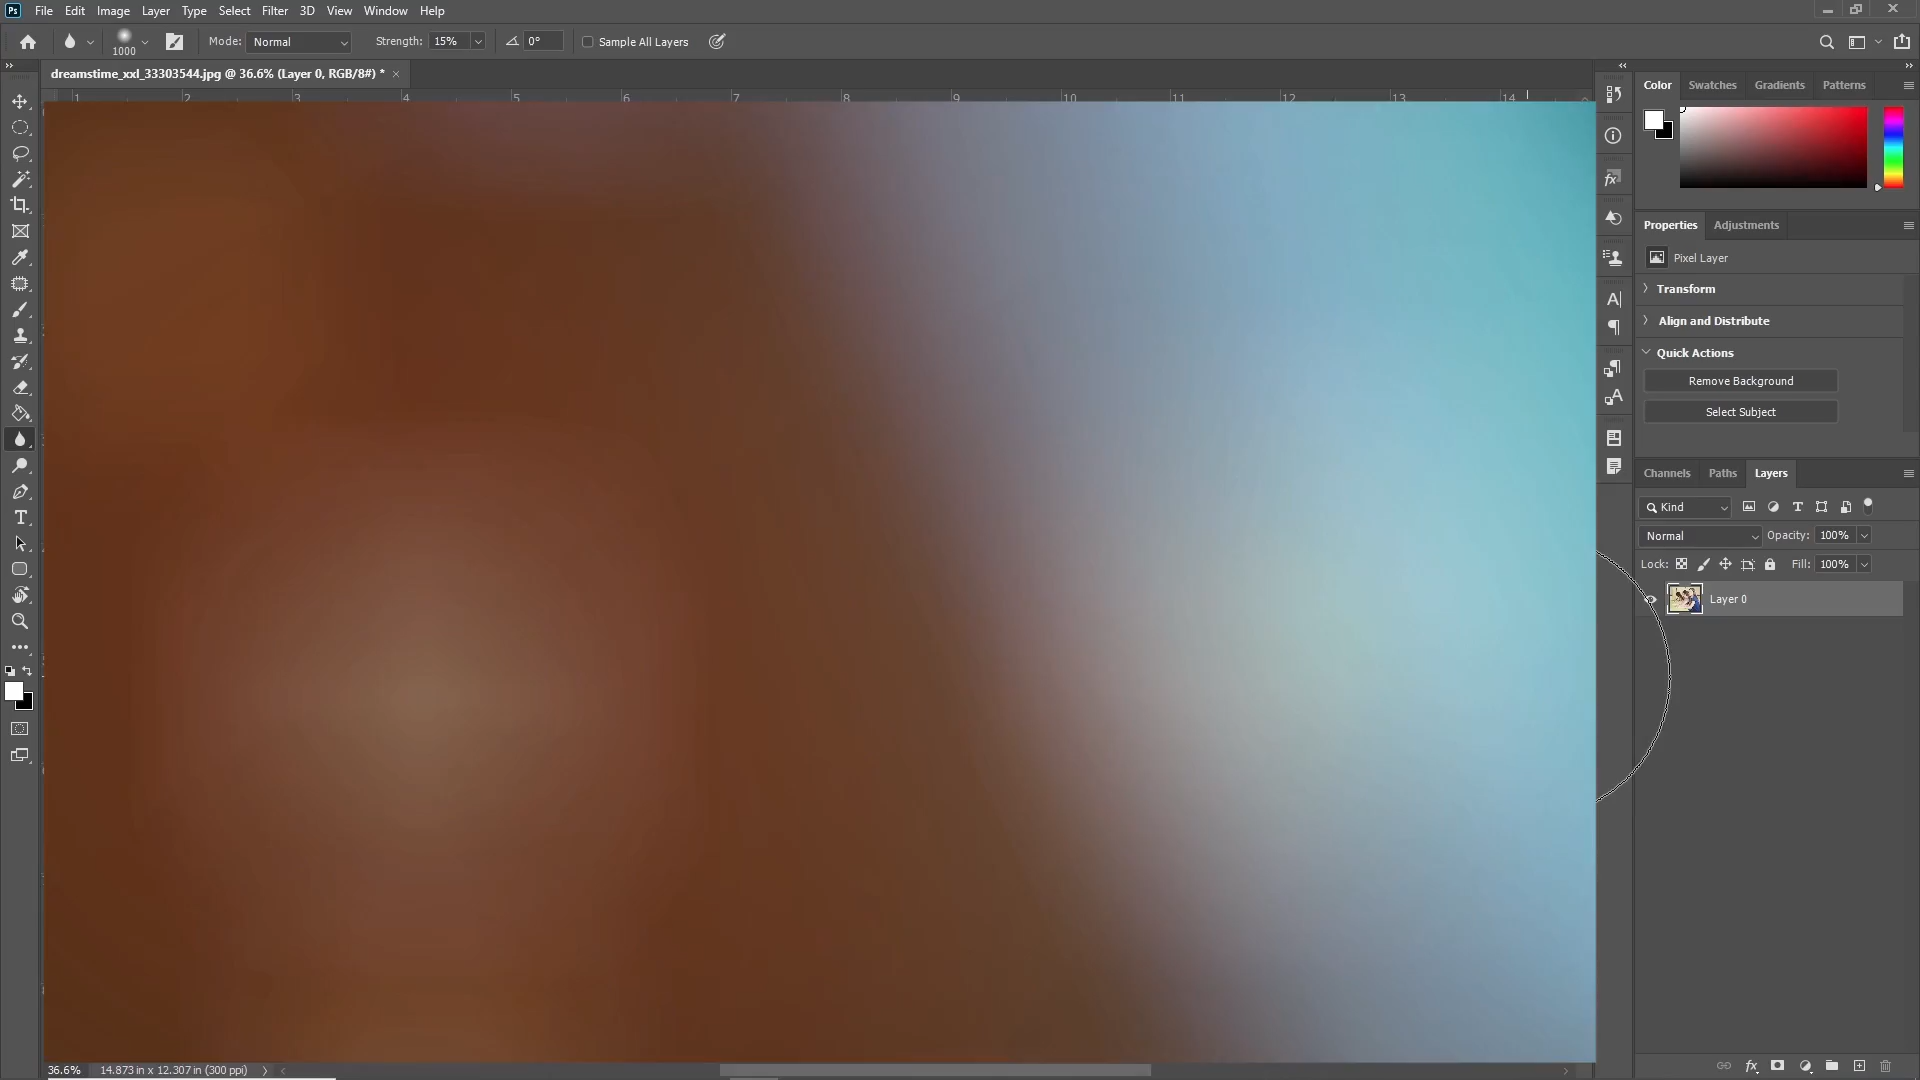 Ps File Edit Image Layer Type Select Filter 3D View Window Help
1000 Mode: Normal Strength: 15% 0° Sample All Layers
dreamstime_xxl_33303544.jpg @ 36.6% (Layer 0, RGB/8#) * ×
1 2 3 4 5 6 7 8 9 10 11 12 13 14
Color Swatches Gradients Patterns
Properties Adjustments
Pixel Layer
Transform
Align and Distribute
Quick Actions
Remove Background
Select Subject
Channels Paths Layers
Kind
Normal Opacity: 100%
Lock: Fill: 100%
Layer 0
36.6% 14.873 in x 12.307 in (300 ppi)